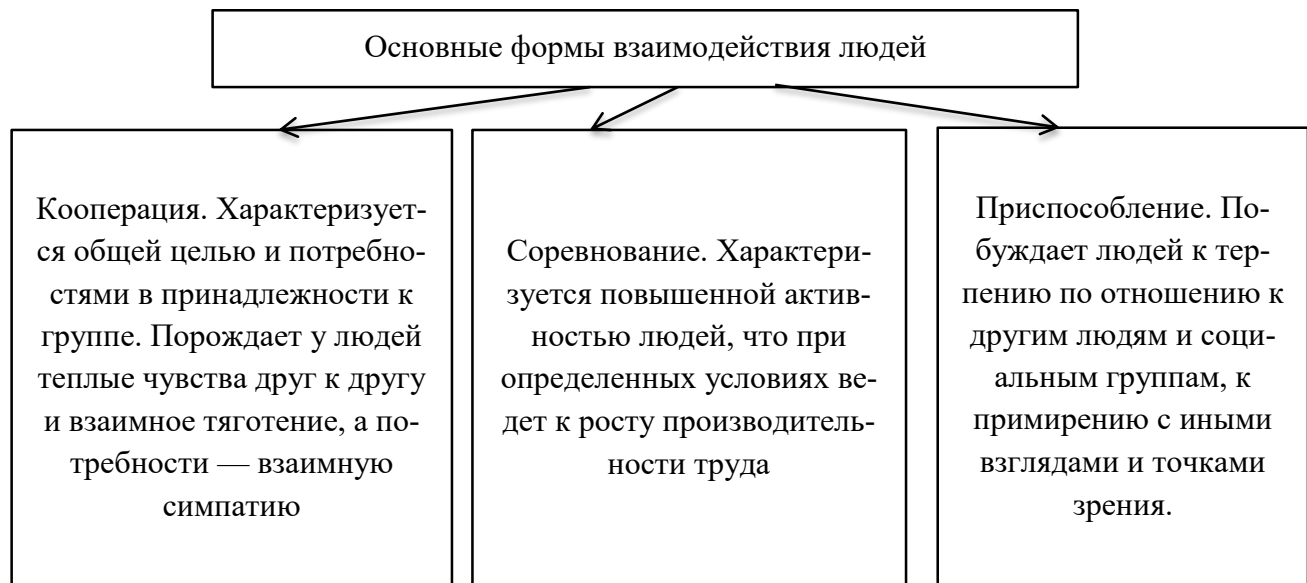 Основные формы взаимодействия людей
Кооперация. Характеризует-
ся общей целью и потребно-
стями в принадлежности к
группе. Порождает у людей
теплые чувства друг к другу
и взаимное тяготение, а по-
требности — взаимную
симпатию
Соревнование. Характери-
зуется повышенной актив-
ностью людей, что при
определенных условиях ве-
дет к росту производитель-
ности труда
Приспособление. По-
буждает людей к тер-
пению по отношению к
другим людям и соци-
альным группам, к
примирению с иными
взглядами и точками
зрения.